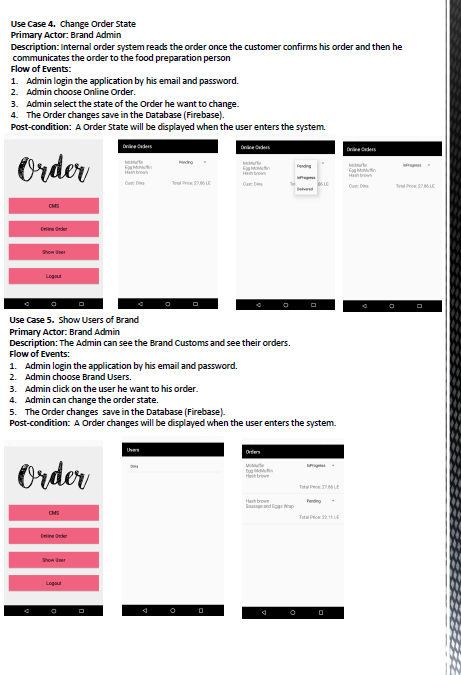 Use Case 4. Change Order State
Primary Actor: Brand Admin
Description: Internal order system reads the order once the customer confirms his order and then he
communicates the order to the food preparation person
Flow of Events:
1. Admin login the application by his email and password.
2. Admin choose Online Order.
3. Admin select the state of the Order he want to change.
4. The Order changes save in the Database (Firebase).
Post-condition: A Order State will be displayed when the user enters the system.
Order
CMS
Online Order
Show User
Logout
Online Orders
McMuffin
Egg McMuffin
Hash brown
Pending
Cust: Dina
Total Price: 27.86 LE
Online Orders
McMuffin
Egg McMuffin
Hash brown
Cust: Dina
Pending
InProgress
Delivered
Online Orders
McMuffin
Egg McMuffin
Hash brown
InProgress
Cust: Dina
Total Price: 27.86 LE
Use Case 5. Show Users of Brand
Primary Actor: Brand Admin
Description: The Admin can see the Brand Customs and see their orders.
Flow of Events:
1. Admin login the application by his email and password.
2. Admin choose Brand Users.
3. Admin click on the user he want to his order.
4. Admin can change the order state.
5. The Order changes save in the Database (Firebase).
Post-condition: A Order changes will be displayed when the user enters the system.
Order
CMS
Online Order
Show User
Logout
Users
Dina
Orders
McMuffin
Egg McMuffin
Hash brown
InProgress
Total Price: 27.86 LE
Hash brown
Sausage and Eggs Wrap
Pending
Total Price: 22.11 LE